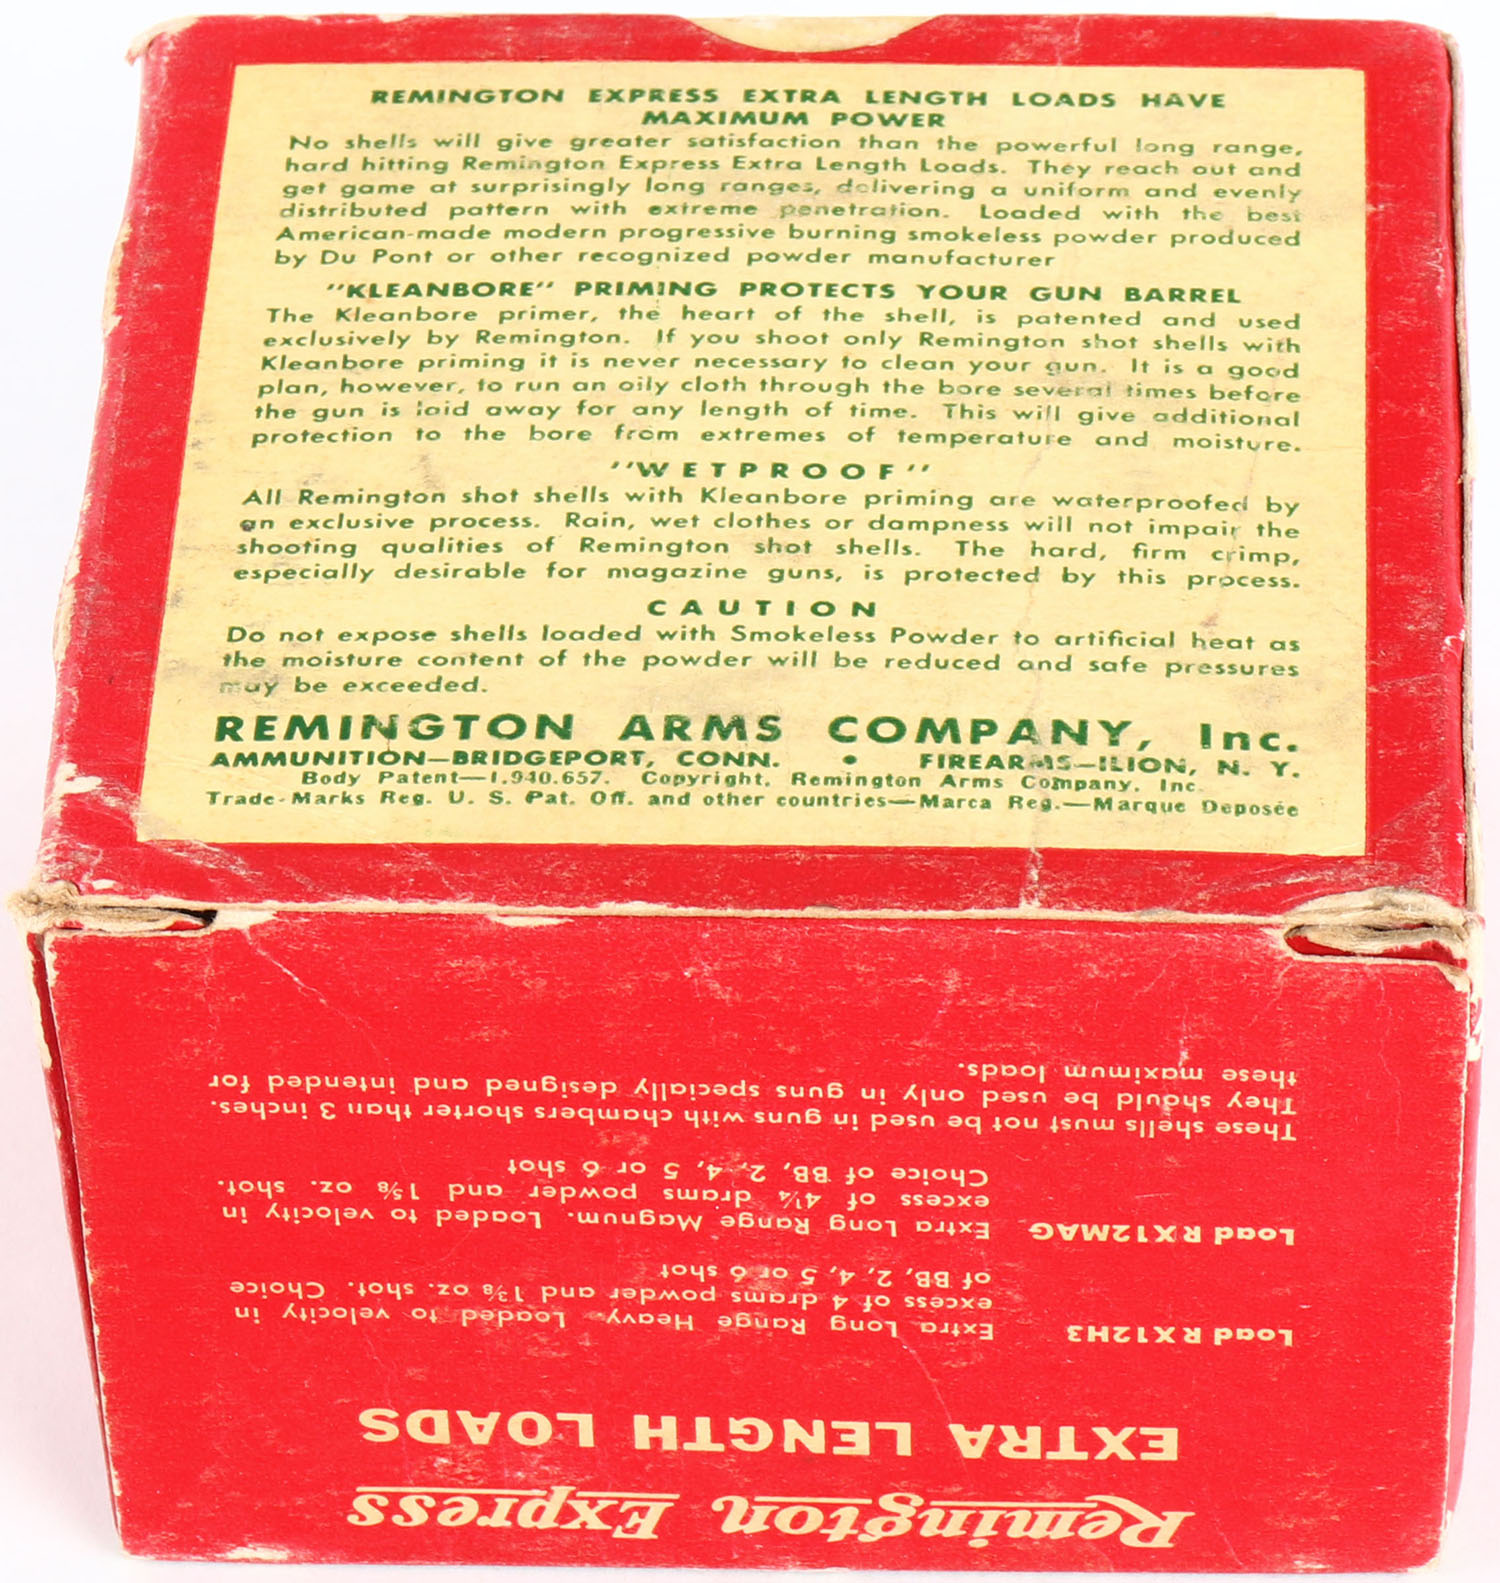 REMINGTON EXPRESS EXTRA LENGTH LOADS HAVE
MAXIMUM POWER
No shells will give greater satisfaction than the powerful long range,
hard hitting Remington Express Extra Length Loads. They reach out and
get game at surprisingly long ranges, delivering a uniform and evenly
distributed pattern with extreme penetration. Loaded with the best
American-made modern progressive burning smokeless powder produced
by Du Pont or other recognized powder manufacturer
"KLEANBORE" PRIMING PROTECTS YOUR GUN BARREL
The Kleanbore primer, the heart of the shell, is patented and used
exclusively by Remington. If you shoot only Remington shot shells with
Kleanbore priming it is never necessary to clean your gun. It is a good
plan, however, to run an oily cloth through the bore several times before
the gun is laid away for any length of time. This will give additional
protection to the bore from extremes of temperature and moisture.
"WETPROOF"
All Remington shot shells with Kleanbore priming are waterproofed by
an exclusive process. Rain, wet clothes or dampness will not impair the
shooting qualities of Remington shot shells. The hard, firm crimp,
especially desirable for magazine guns, is protected by this process.
CAUTION
Do not expose shells loaded with Smokeless Powder to artificial heat as
the moisture content of the powder will be reduced and safe pressures
may be exceeded.
REMINGTON ARMS COMPANY, Inc.
AMMUNITION—BRIDGEPORT, CONN. • FIREARMS—ILION, N. Y.
Body Patent—1,940,657. Copyright, Remington Arms Company, Inc.
Trade-Marks Reg. U. S. Pat. Off. and other countries—Marca Reg.—Marque Deposée
Remington Express
EXTRA LENGTH LOADS
Load RX12H3 Extra Long Range Heavy. Loaded to velocity in
excess of 4 drams powder and 1⅜ oz. shot. Choice
of BB, 2, 4, 5 or 6 shot
Load RX12MAG Extra Long Range Magnum. Loaded to velocity in
excess of 4¼ drams powder and 1⅝ oz. shot.
Choice of BB, 2, 4, 5 or 6 shot
These shells must not be used in guns with chambers shorter than 3 inches.
They should be used only in guns specially designed and intended for
these maximum loads.